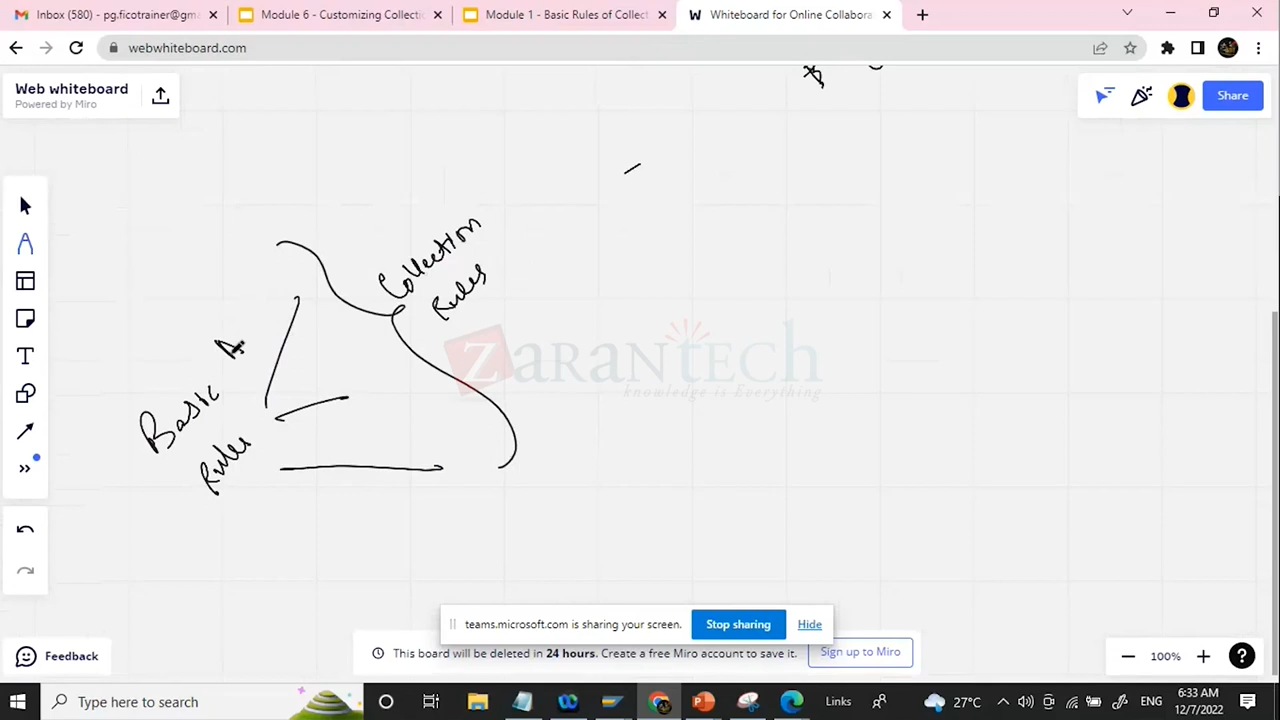 Inbox (580) - pg.ficotrainer@gma
Module 6 - Customizing Collectio
Module 1 - Basic Rules of Collect
Whiteboard for Online Collabora
webwhiteboard.com
Web whiteboard
Powered by Miro
Share
Collection
Rules
Basic A
Rules
ZaranTech
knowledge is Everything
teams.microsoft.com is sharing your screen.
Stop sharing
Hide
This board will be deleted in 24 hours. Create a free Miro account to save it.
Sign up to Miro
Feedback
100%
Type here to search
Links
27°C
ENG
6:33 AM
12/7/2022